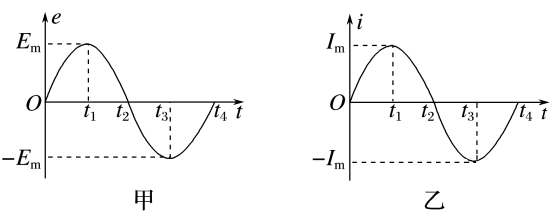 e
E_m
O
t_1
t_2
t_3
t_4
t
-E_m
甲
i
I_m
O
t_1
t_2
t_3
t_4
t
-I_m
乙